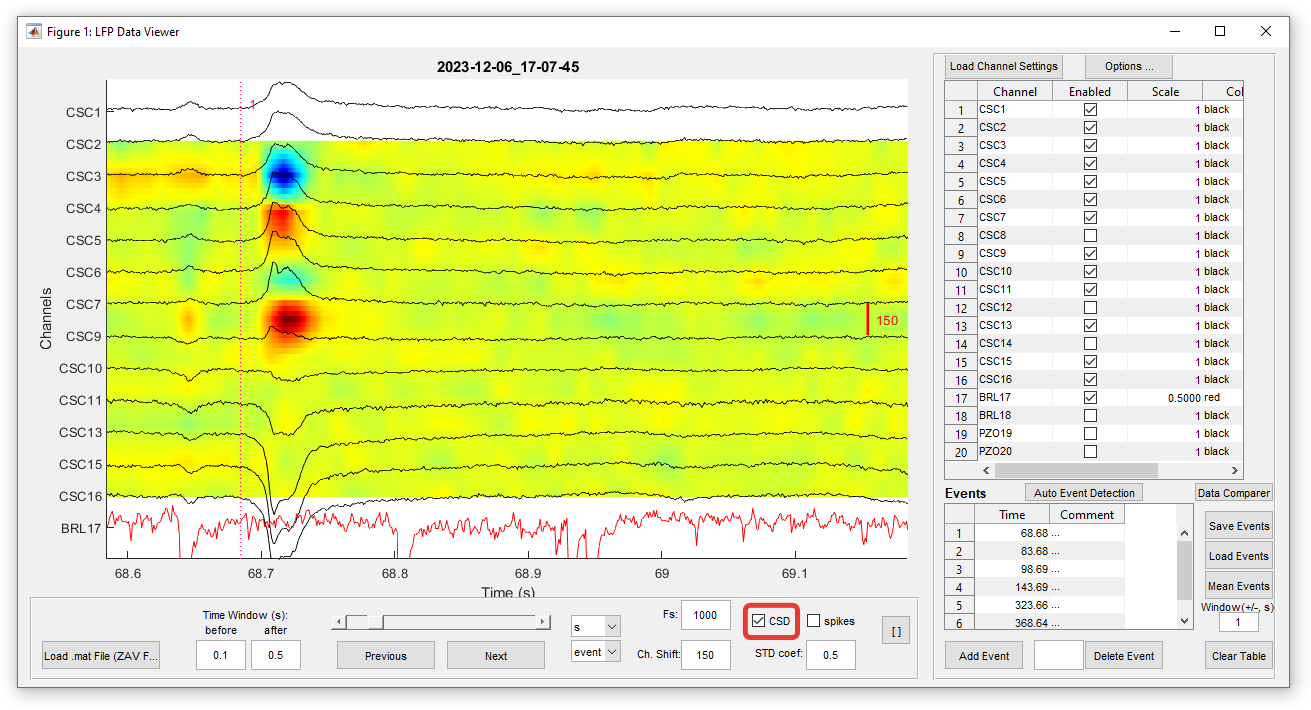 Figure 1: LFP Data Viewer
2023-12-06_17-07-45
1
CSC1
CSC2
CSC3
CSC4
CSC5
CSC6
CSC7
CSC9
CSC10
CSC11
CSC13
CSC15
CSC16
BRL17
Channels
150
68.6 68.7 68.8 68.9 69 69.1
Time (s)
Load .mat File (ZAV F...
Time Window (s):
before after
0.1 0.5
Previous Next
s
event
Fs: 1000
Ch. Shift: 150
CSD spikes
STD coef: 0.5
[ ]
Load Channel Settings Options ...
Channel Enabled Scale Col
1 CSC1 1 black
2 CSC2 1 black
3 CSC3 1 black
4 CSC4 1 black
5 CSC5 1 black
6 CSC6 1 black
7 CSC7 1 black
8 CSC8 1 black
9 CSC9 1 black
10 CSC10 1 black
11 CSC11 1 black
12 CSC12 1 black
13 CSC13 1 black
14 CSC14 1 black
15 CSC15 1 black
16 CSC16 1 black
17 BRL17 0.5000 red
18 BRL18 1 black
19 PZO19 1 black
20 PZO20 1 black
Events Auto Event Detection Data Comparer
Time Comment
1 68.68 ...
2 83.68 ...
3 98.69 ...
4 143.69 ...
5 323.66 ...
6 368.64 ...
Save Events
Load Events
Mean Events
Window(+/-, s)
1
Add Event Delete Event Clear Table